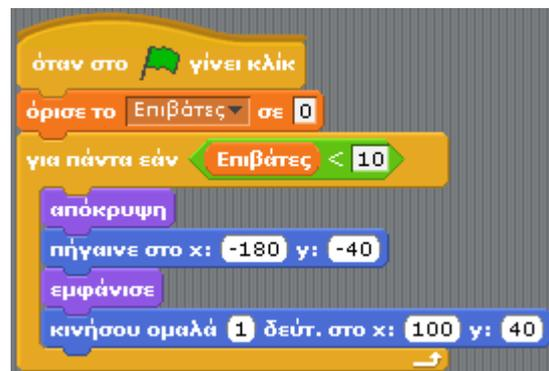 όταν στο γίνει κλίκ
όρισε το Επιβάτες σε 0
για πάντα εάν Επιβάτες < 10
απόκρυψη
πήγαινε στο x: -180 y: -40
εμφάνισε
κινήσου ομαλά 1 δεύτ. στο x: 100 y: 40